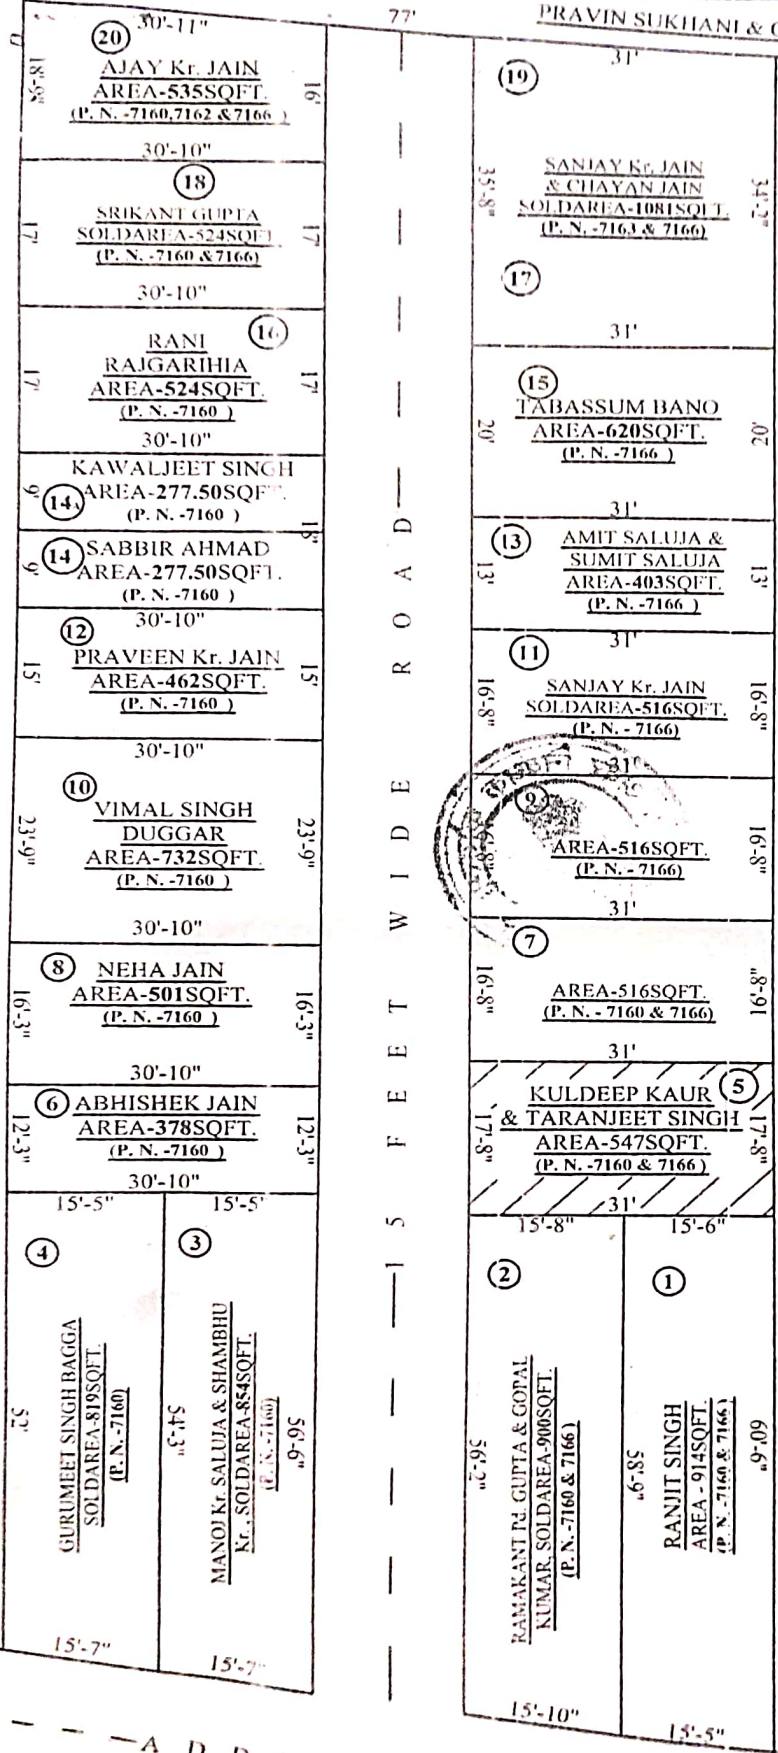 77'
PRAVIN SUKHANI &
30'-11"
20
AJAY Kr. JAIN
AREA-535SQFT.
(P. N. -7160,7162 &7166 )
18'-9"
16'
30'-10"
18
SRIKANT GUPTA
SOLDAREA-524SQFT.
(P. N. -7160 &7166)
17'
17'
30'-10"
16
RANI
RAJGARIHIA
AREA-524SQFT.
(P. N. -7160 )
17'
17'
30'-10"
KAWALJEET SINGH
14A
AREA-277.50SQFT.
(P. N. -7160 )
9'
18'
14
SABBIR AHMAD
AREA-277.50SQFT.
(P. N. -7160 )
9'
30'-10"
12
PRAVEEN Kr. JAIN
AREA-462SQFT.
(P. N. -7160 )
15'
15'
30'-10"
10
VIMAL SINGH
DUGGAR
AREA-732SQFT.
(P. N. -7160 )
23'-9"
23'-9"
30'-10"
8
NEHA JAIN
AREA-501SQFT.
(P. N. -7160 )
16'-3"
16'-3"
30'-10"
6
ABHISHEK JAIN
AREA-378SQFT.
(P. N. -7160 )
12'-3"
12'-3"
30'-10"
15'-5"
4
GURUMEET SINGH BAGGA
SOLDAREA-819SQFT.
(P. N. -7160)
52'
15'-7"
15'-5'
3
MANOJ Kr. SALUJA & SHAMBHU
Kr. , SOLDAREA-854SQFT.
(P. N. -7160)
54'-3"
56'-6"
15'-7"
15 FEET WIDE ROAD
31'
19
SANJAY Kr. JAIN
& CHAYAN JAIN
SOLDAREA-1081SQFT.
(P. N. -7163 & 7166)
35'-8"
34'-2"
17
31'
15
TABASSUM BANO
AREA-620SQFT.
(P. N. -7166 )
20'
20'
31'
13
AMIT SALUJA &
SUMIT SALUJA
AREA-403SQFT.
(P. N. -7166 )
13'
13'
31'
11
SANJAY Kr. JAIN
SOLDAREA-516SQFT.
(P. N. - 7166)
16'-8"
16'-8"
31'
9
AREA-516SQFT.
(P. N. - 7166)
16'-8"
31'
7
AREA-516SQFT.
(P. N. - 7160 & 7166)
16'-8"
16'-8"
31'
5
KULDEEP KAUR
& TARANJEET SINGH
AREA-547SQFT.
(P. N. -7160 & 7166 )
17'-8"
17'-8"
31'
15'-8"
2
RAMAKANT Pd. GUPTA & GOPAL
KUMAR, SOLDAREA-900SQFT.
(P. N. -7160 & 7166 )
56'-2"
15'-10"
15'-6"
1
RANJIT SINGH
AREA - 914SQFT.
(P. N. -7160 & 7166)
58'-9"
60'-6"
15'-5"